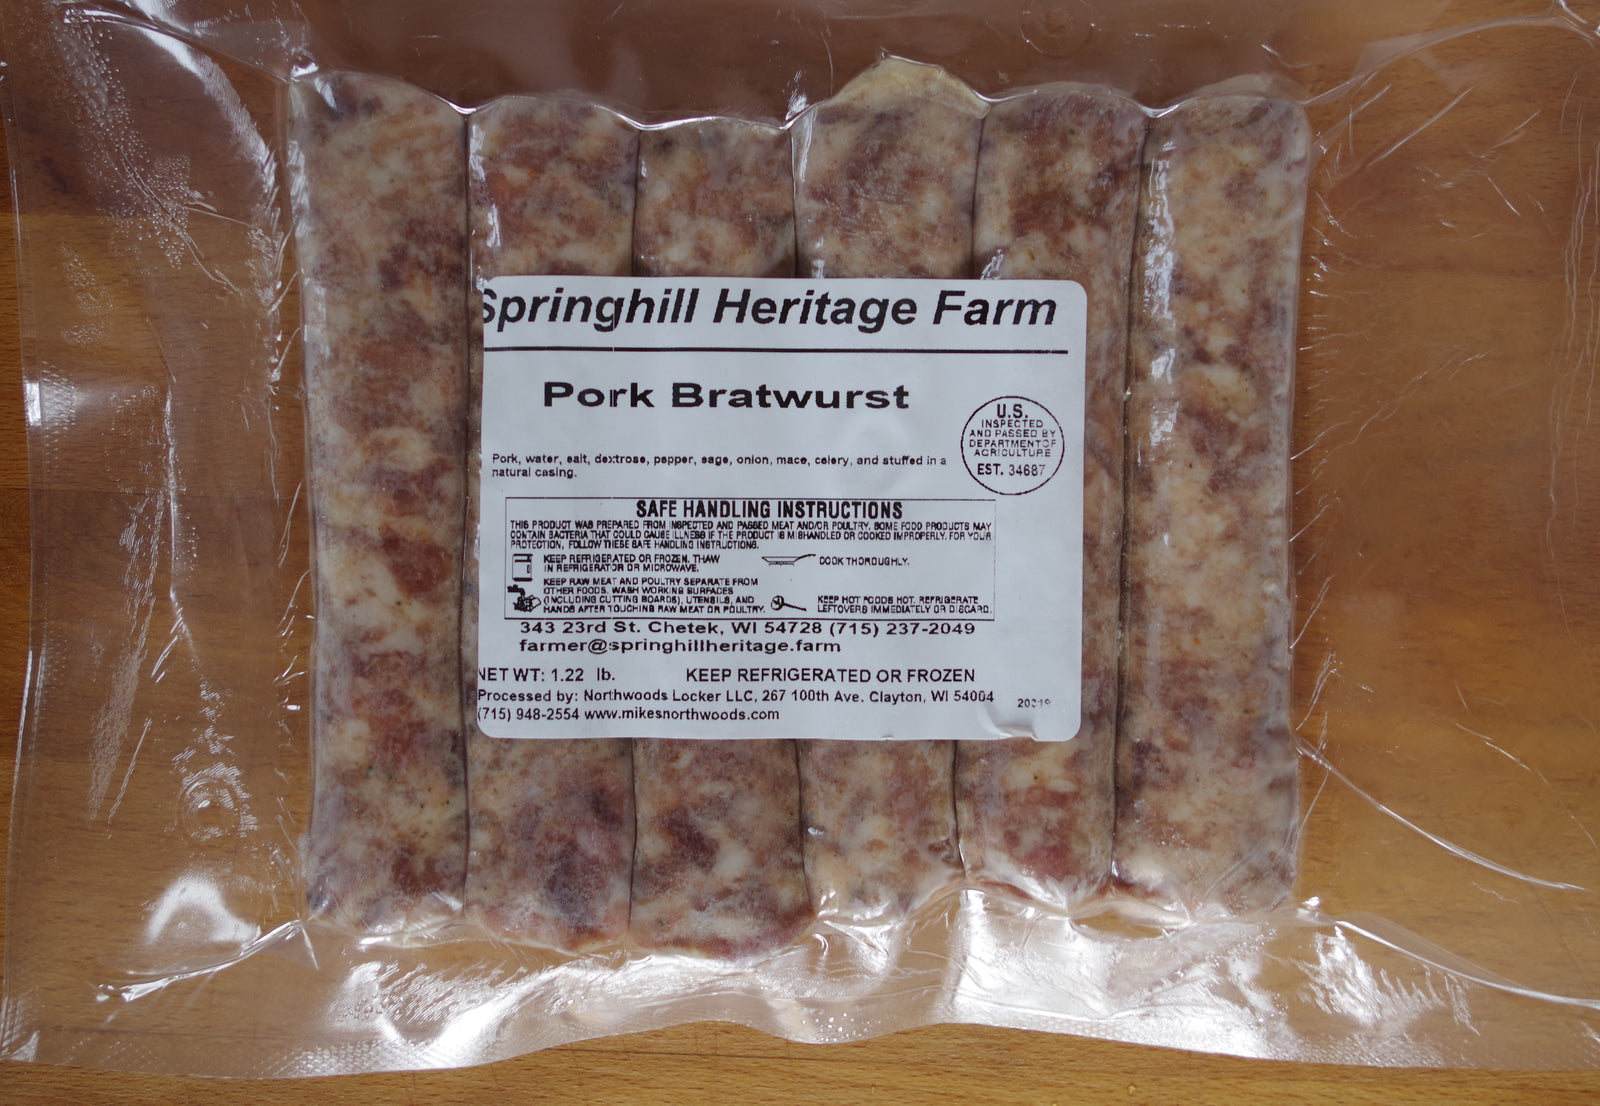 Springhill Heritage Farm
Pork Bratwurst
U.S.
INSPECTED
AND PASSED BY
DEPARTMENT OF
AGRICULTURE
EST. 34687
Pork, water, salt, dextrose, pepper, sage, onion, mace, celery, and stuffed in a
natural casing.
SAFE HANDLING INSTRUCTIONS
THIS PRODUCT WAS PREPARED FROM INSPECTED AND PASSED MEAT AND/OR POULTRY. SOME FOOD PRODUCTS MAY
CONTAIN BACTERIA THAT COULD CAUSE ILLNESS IF THE PRODUCT IS MISHANDLED OR COOKED IMPROPERLY. FOR YOUR
PROTECTION, FOLLOW THESE SAFE HANDLING INSTRUCTIONS.
KEEP REFRIGERATED OR FROZEN. THAW
IN REFRIGERATOR OR MICROWAVE.
COOK THOROUGHLY.
KEEP RAW MEAT AND POULTRY SEPARATE FROM
OTHER FOODS. WASH WORKING SURFACES
(INCLUDING CUTTING BOARDS), UTENSILS, AND
HANDS AFTER TOUCHING RAW MEAT OR POULTRY.
KEEP HOT FOODS HOT. REFRIGERATE
LEFTOVERS IMMEDIATELY OR DISCARD.
343 23rd St. Chetek, WI 54728 (715) 237-2049
farmer@springhillheritage.farm
NET WT: 1.22 lb. KEEP REFRIGERATED OR FROZEN
Processed by: Northwoods Locker LLC, 267 100th Ave. Clayton, WI 54004
(715) 948-2554 www.mikesnorthwoods.com